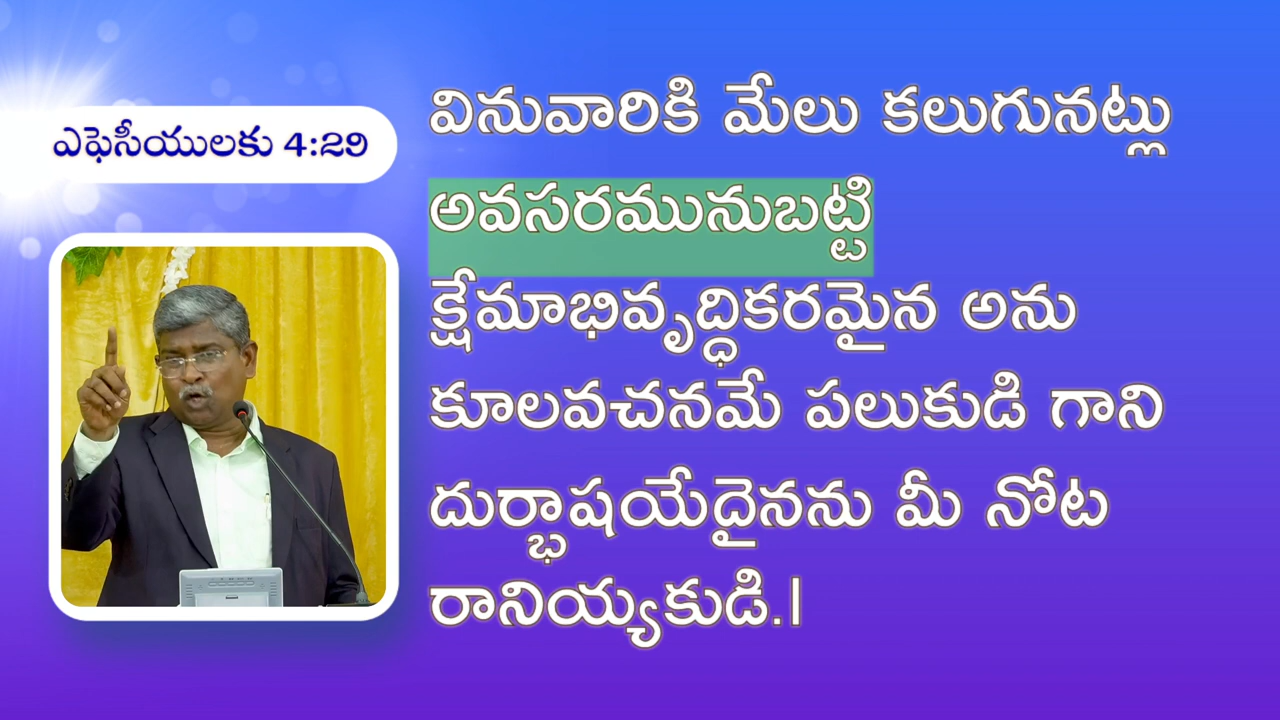 ఎఫెసీయులకు 4:29
వినువారికి మేలు కలుగునట్లు
అవసరమునుబట్టి
క్షేమాభివృద్ధికరమైన అను
కూలవచనమే పలుకుడి గాని
దుర్భాషయేదైనను మీ నోట
రానియ్యకుడి.|